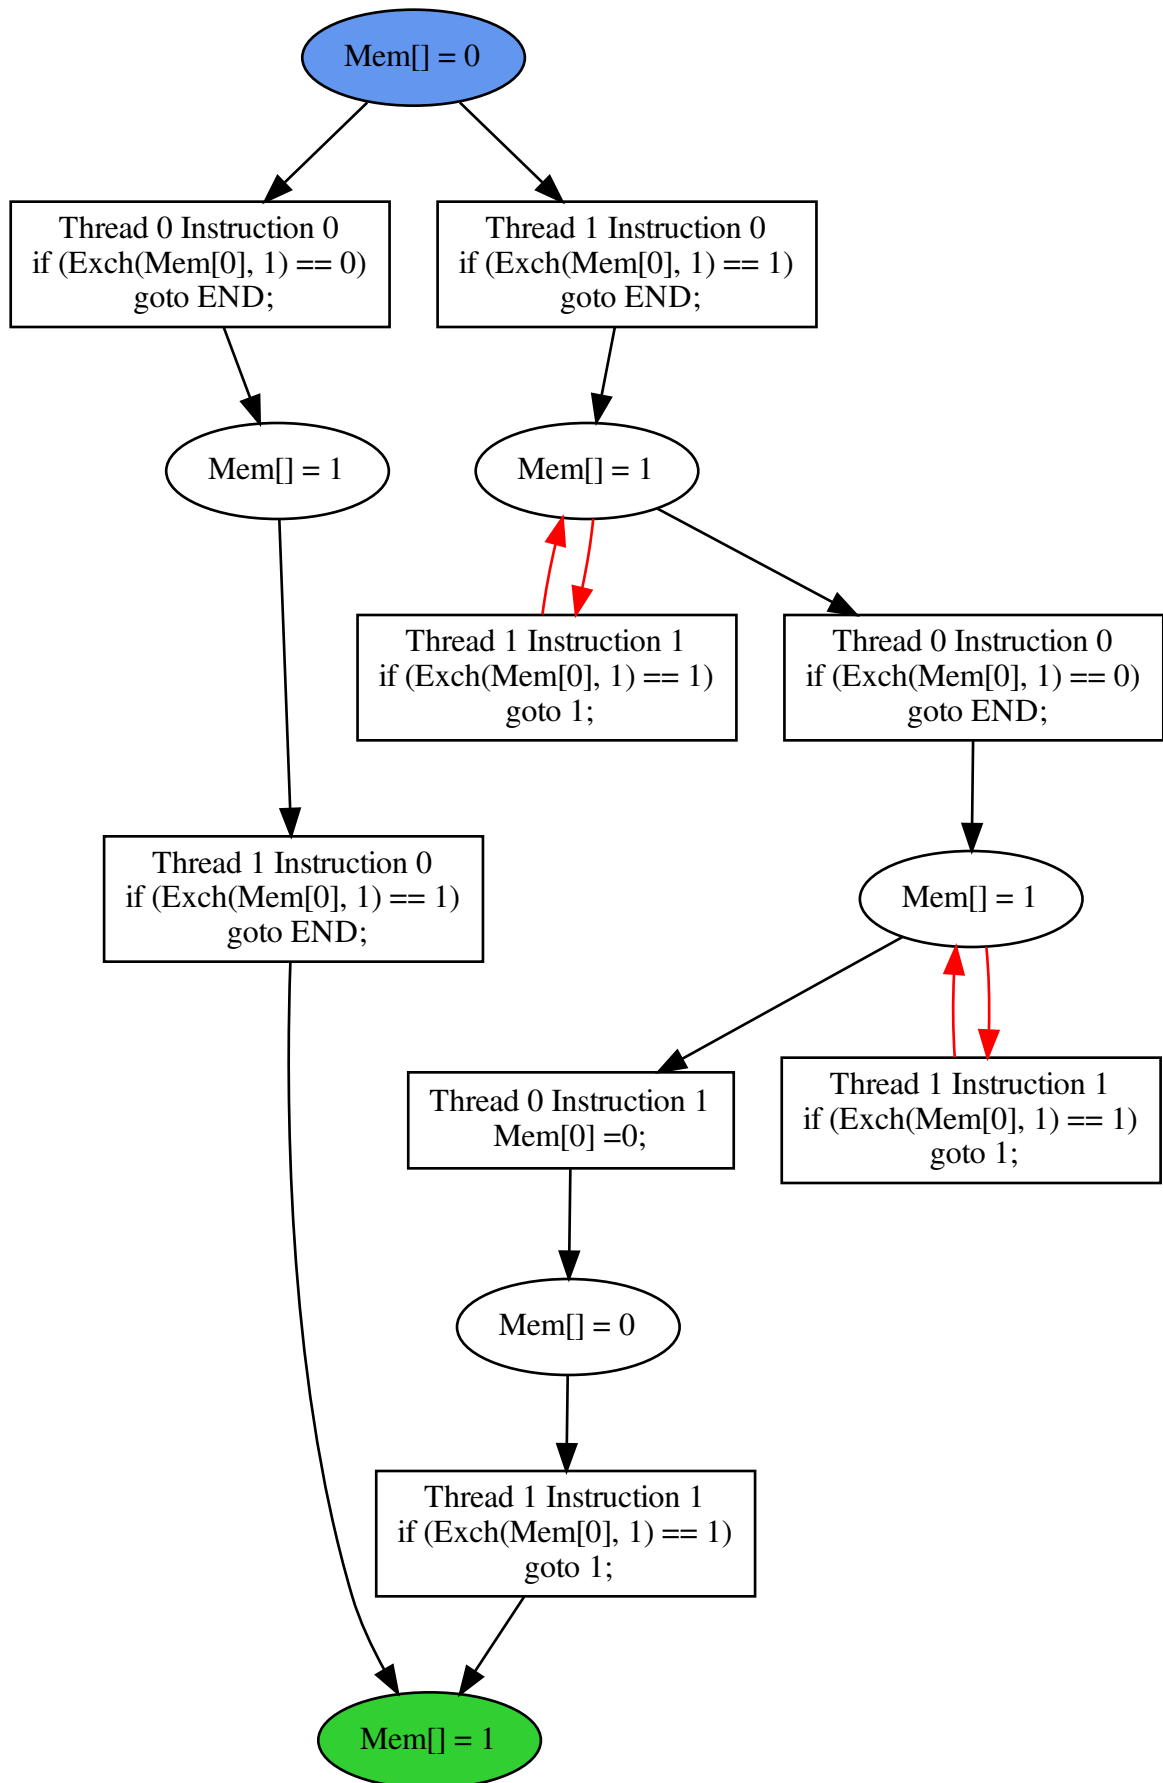 Mem[] = 0
Thread 0 Instruction 0
if (Exch(Mem[0], 1) == 0)
goto END;
Thread 1 Instruction 0
if (Exch(Mem[0], 1) == 1)
goto END;
Mem[] = 1
Mem[] = 1
Thread 1 Instruction 1
if (Exch(Mem[0], 1) == 1)
goto 1;
Thread 0 Instruction 0
if (Exch(Mem[0], 1) == 0)
goto END;
Thread 1 Instruction 0
if (Exch(Mem[0], 1) == 1)
goto END;
Mem[] = 1
Thread 0 Instruction 1
Mem[0] =0;
Thread 1 Instruction 1
if (Exch(Mem[0], 1) == 1)
goto 1;
Mem[] = 0
Thread 1 Instruction 1
if (Exch(Mem[0], 1) == 1)
goto 1;
Mem[] = 1